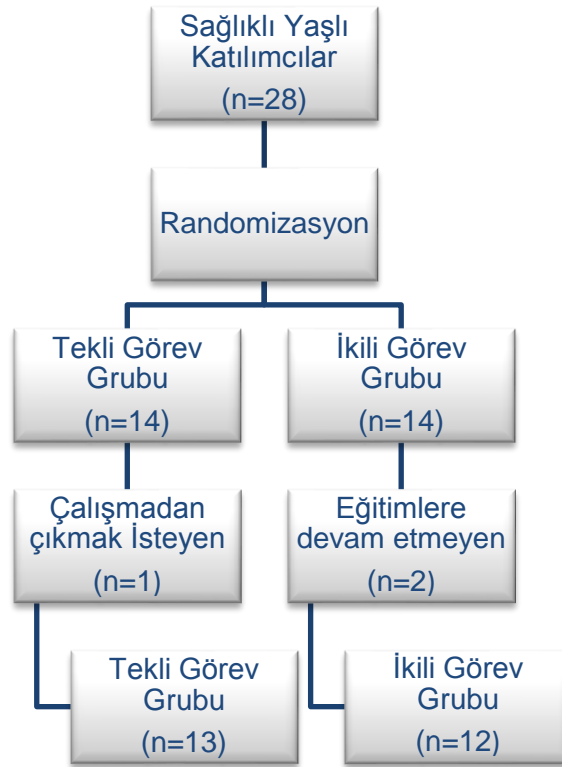 Sağlıklı Yaşlı
Katılımcılar
(n=28)
Randomizasyon
Tekli Görev
Grubu
(n=14)
İkili Görev
Grubu
(n=14)
Çalışmadan
çıkmak İsteyen
(n=1)
Eğitimlere
devam etmeyen
(n=2)
Tekli Görev
Grubu
(n=13)
İkili Görev
Grubu
(n=12)